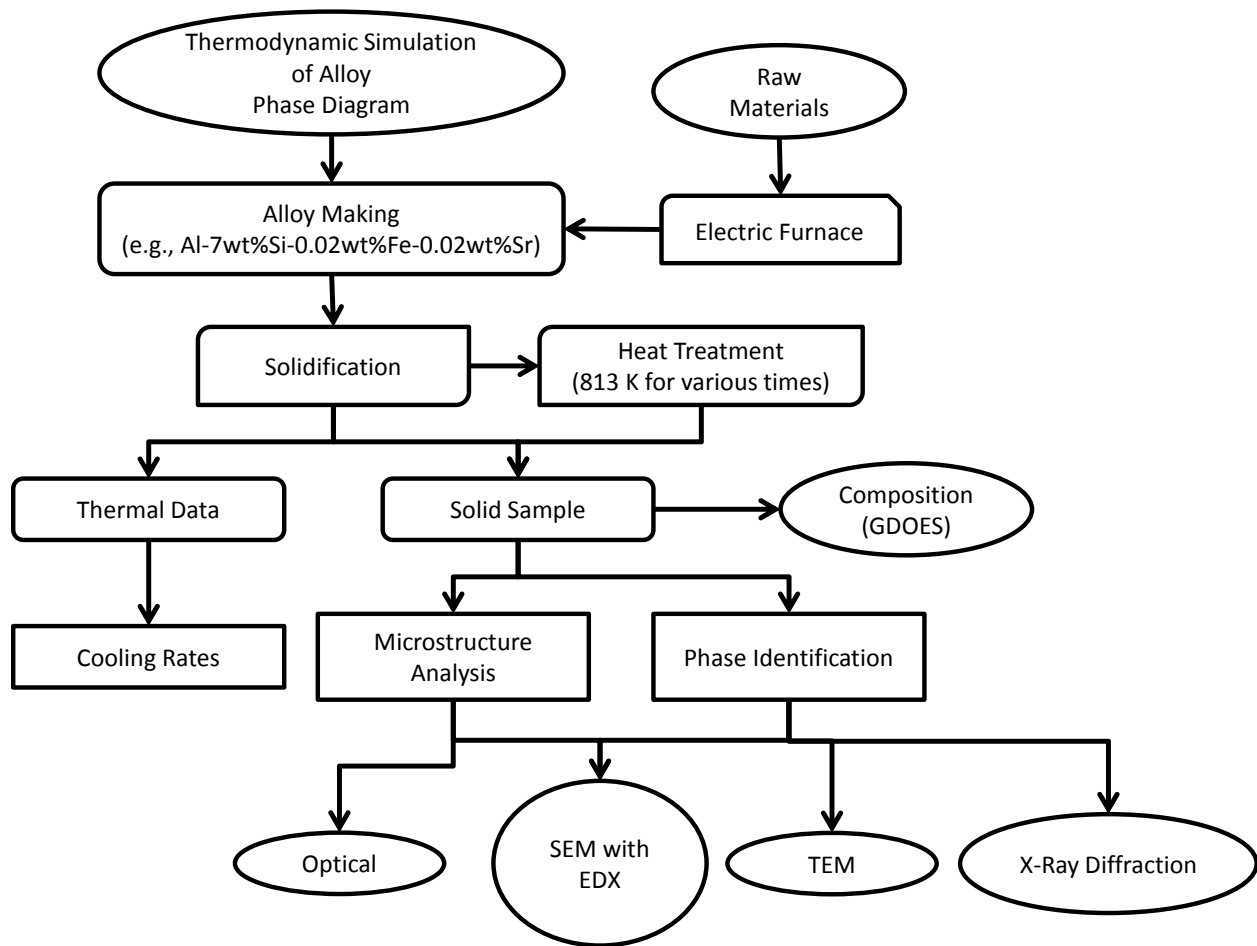 Thermodynamic Simulation
of Alloy
Phase Diagram
Raw
Materials
Alloy Making
(e.g., Al-7wt%Si-0.02wt%Fe-0.02wt%Sr)
Electric Furnace
Solidification
Heat Treatment
(813 K for various times)
Thermal Data
Solid Sample
Composition
(GDOES)
Cooling Rates
Microstructure
Analysis
Phase Identification
Optical
SEM with
EDX
TEM
X-Ray Diffraction